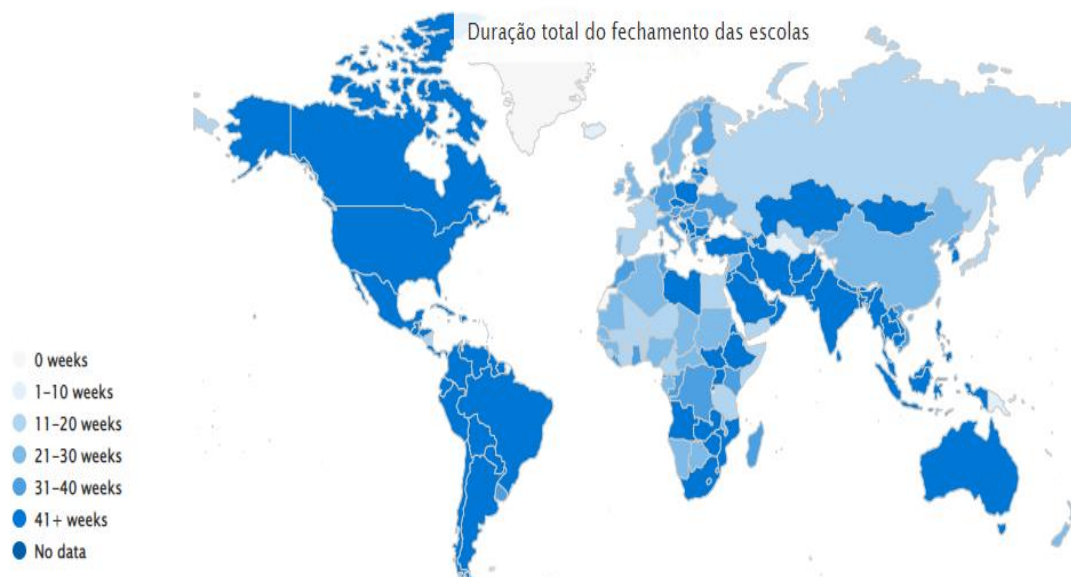 Duração total do fechamento das escolas
0 weeks
1–10 weeks
11–20 weeks
21–30 weeks
31–40 weeks
41+ weeks
No data